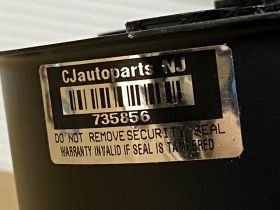 CJautoparts NJ
735856
DO NOT REMOVE SECURITY SEAL
WARRANTY INVALID IF SEAL IS TAMPERED